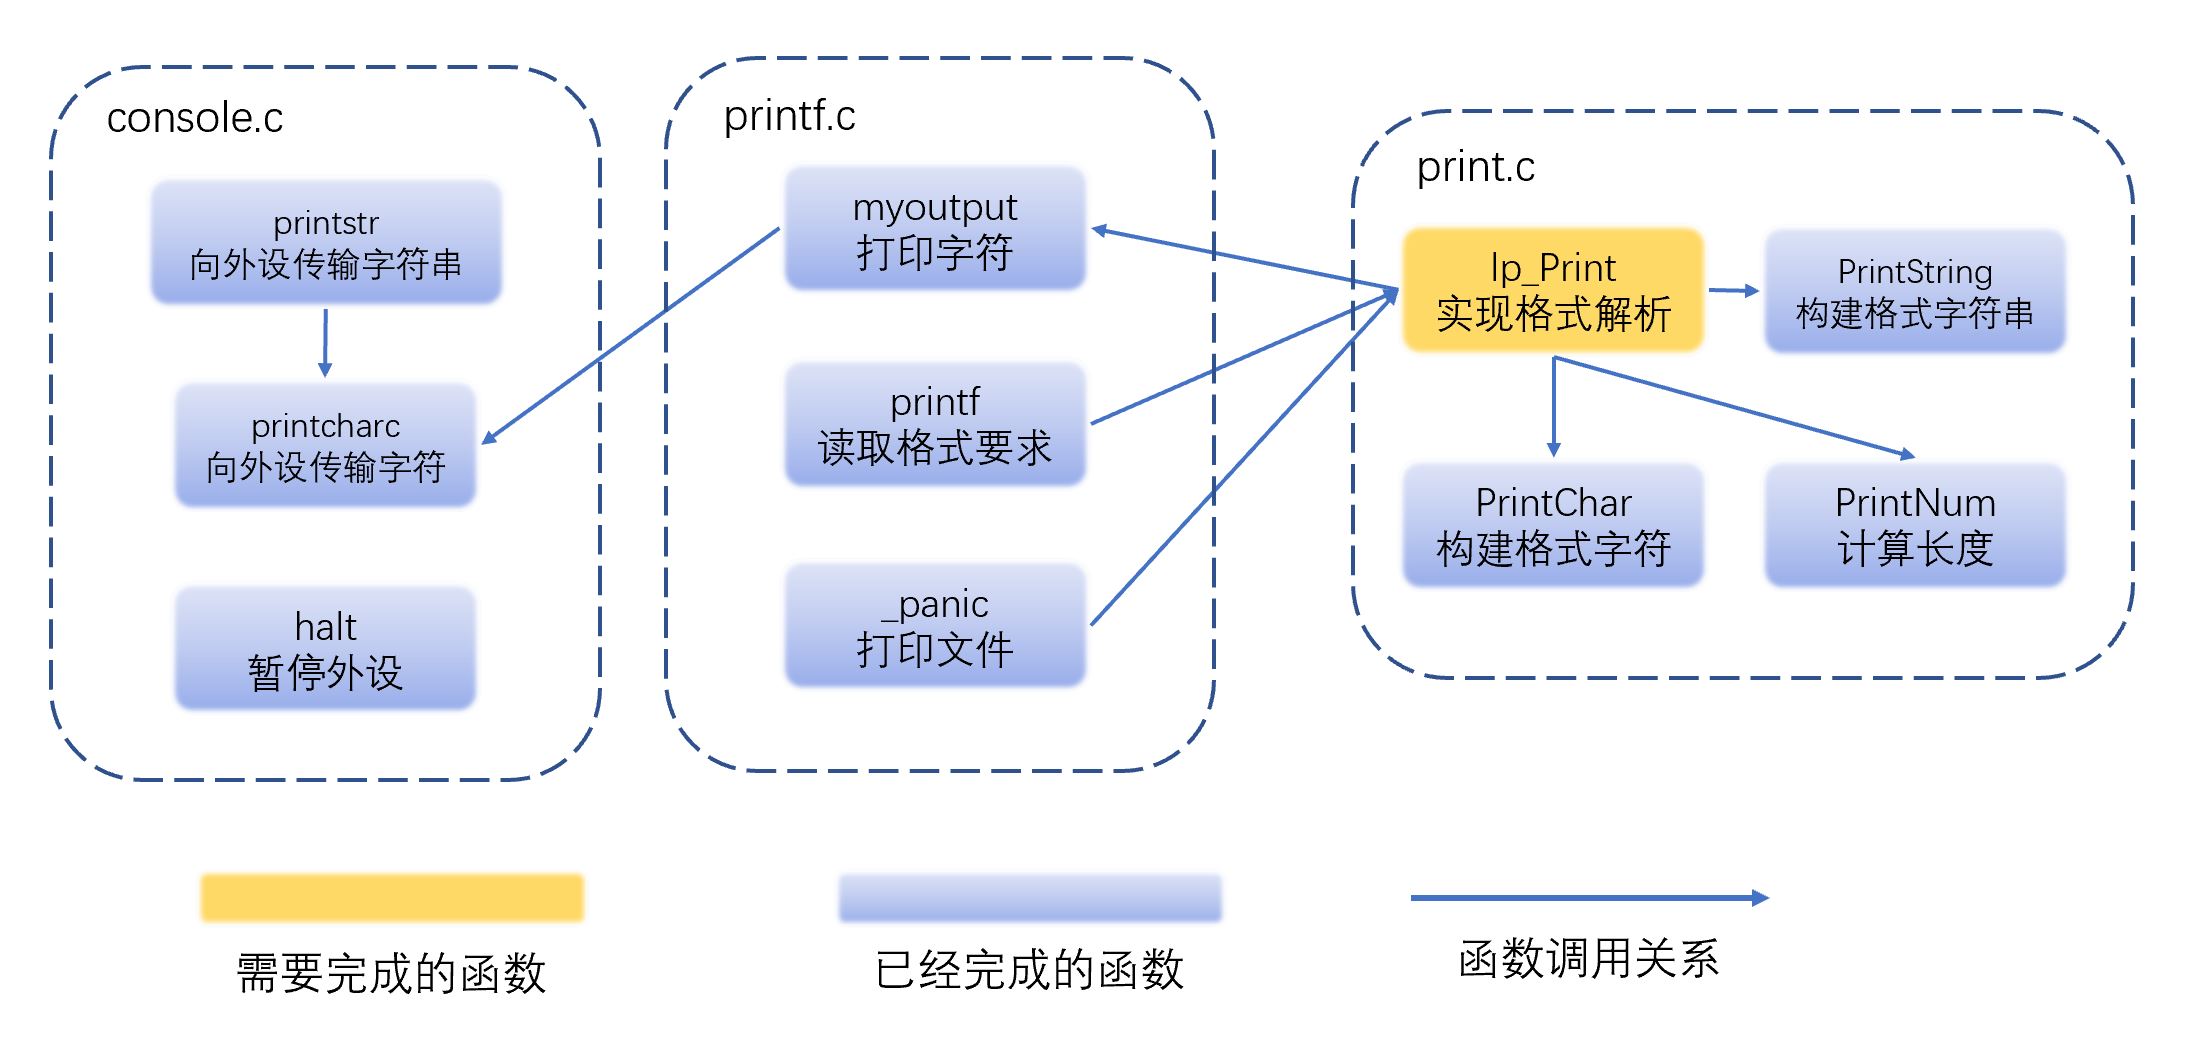 console.c
printstr
向外设传输字符串
printcharc
向外设传输字符
halt
暂停外设
printf.c
myoutput
打印字符
printf
读取格式要求
_panic
打印文件
print.c
lp_Print
实现格式解析
PrintString
构建格式字符串
PrintChar
构建格式字符
PrintNum
计算长度
需要完成的函数
已经完成的函数
函数调用关系